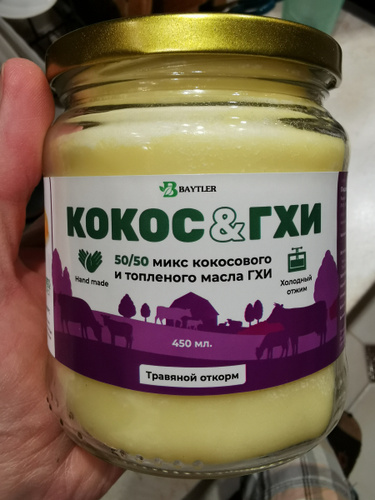 BAYTLER
КОКОС&ГХИ
50/50 микс кокосового
и топленого масла ГХИ
Hand made
Холодный
отжим
450 мл.
Травяной откорм